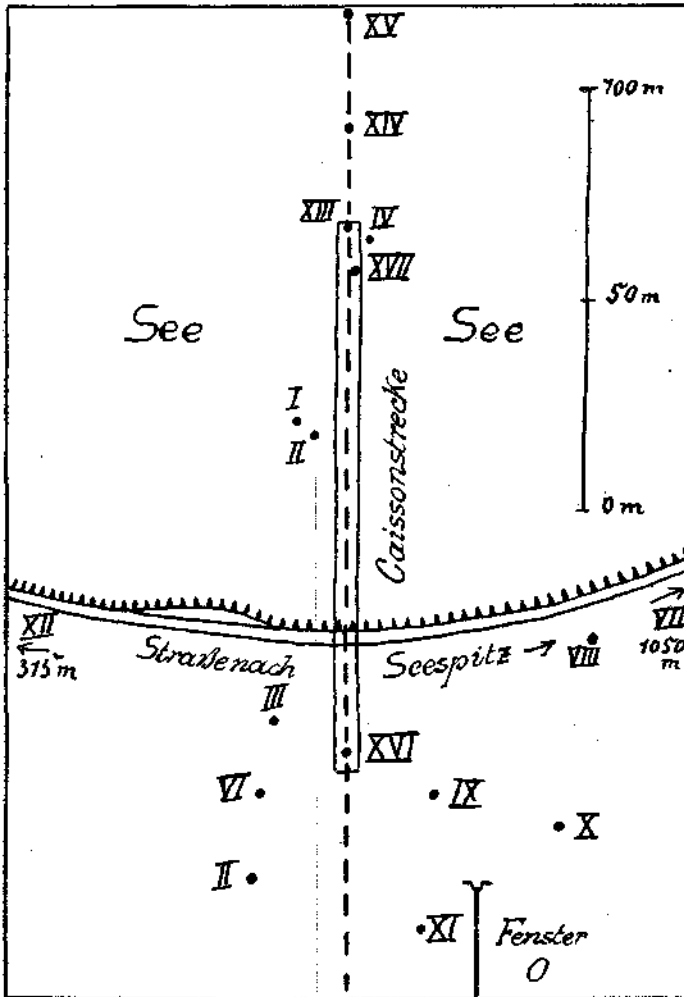 XV
100 m
XIV
XIII
IV
XVII
See
See
50 m
I
II
Caissonstrecke
0 m
XII
315 m
Straße nach
Seespitz
VIII
VII
1050
m
III
XVI
VI
IX
X
II
XI
Fenster
O